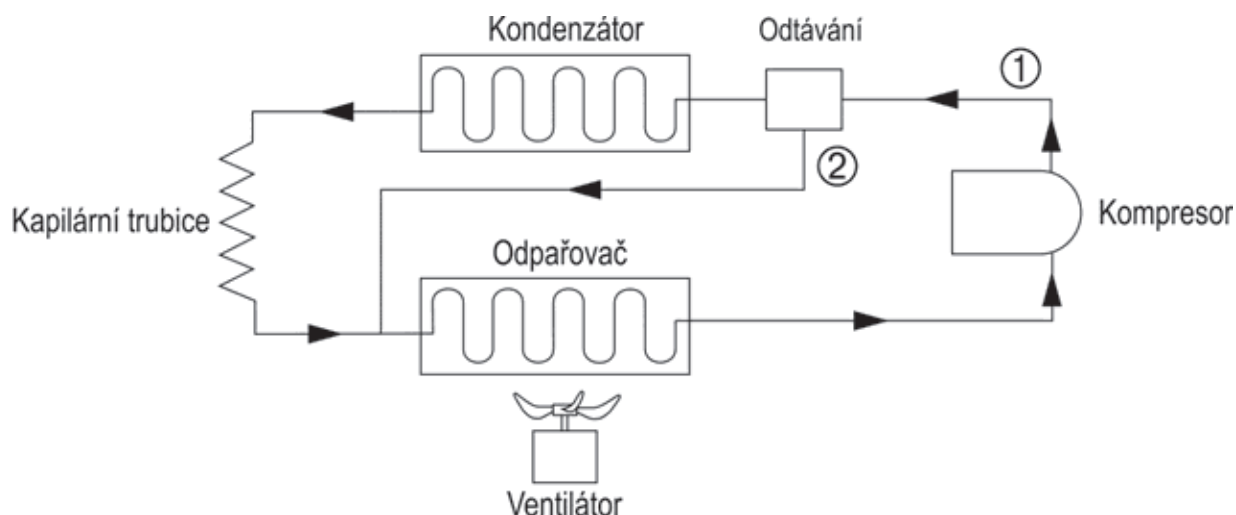 Kondenzátor
Odtávání
①
②
Kapilární trubice
Kompresor
Odpařovač
Ventilátor